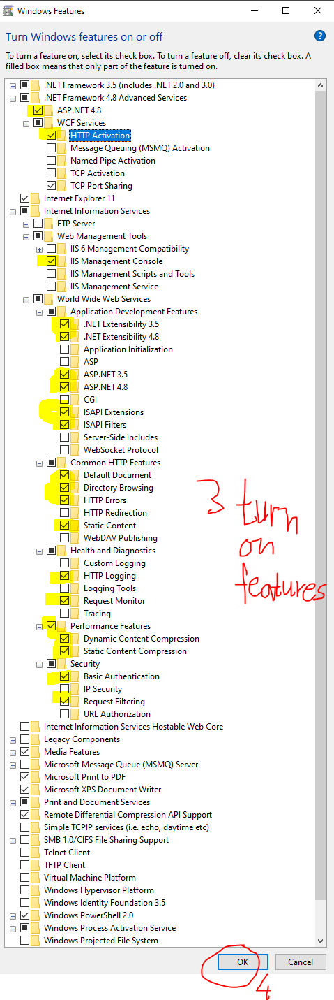 Windows Features
Turn Windows features on or off
To turn a feature on, select its check box. To turn a feature off, clear its check box. A
filled box means that only part of the feature is turned on.
.NET Framework 3.5 (includes .NET 2.0 and 3.0)
.NET Framework 4.8 Advanced Services
ASP.NET 4.8
WCF Services
HTTP Activation
Message Queuing (MSMQ) Activation
Named Pipe Activation
TCP Activation
TCP Port Sharing
Internet Explorer 11
Internet Information Services
FTP Server
Web Management Tools
IIS 6 Management Compatibility
IIS Management Console
IIS Management Scripts and Tools
IIS Management Service
World Wide Web Services
Application Development Features
.NET Extensibility 3.5
.NET Extensibility 4.8
Application Initialization
ASP
ASP.NET 3.5
ASP.NET 4.8
CGI
ISAPI Extensions
ISAPI Filters
Server-Side Includes
WebSocket Protocol
Common HTTP Features
Default Document
Directory Browsing
HTTP Errors
HTTP Redirection
Static Content
WebDAV Publishing
3 turn
on
features
Health and Diagnostics
Custom Logging
HTTP Logging
Logging Tools
Request Monitor
Tracing
Performance Features
Dynamic Content Compression
Static Content Compression
Security
Basic Authentication
IP Security
Request Filtering
URL Authorization
Internet Information Services Hostable Web Core
Legacy Components
Media Features
Microsoft Message Queue (MSMQ) Server
Microsoft Print to PDF
Microsoft XPS Document Writer
Print and Document Services
Remote Differential Compression API Support
Simple TCPIP services (i.e. echo, daytime etc)
SMB 1.0/CIFS File Sharing Support
Telnet Client
TFTP Client
Virtual Machine Platform
Windows Hypervisor Platform
Windows Identity Foundation 3.5
Windows PowerShell 2.0
Windows Process Activation Service
Windows Projected File System
OK
Cancel
4